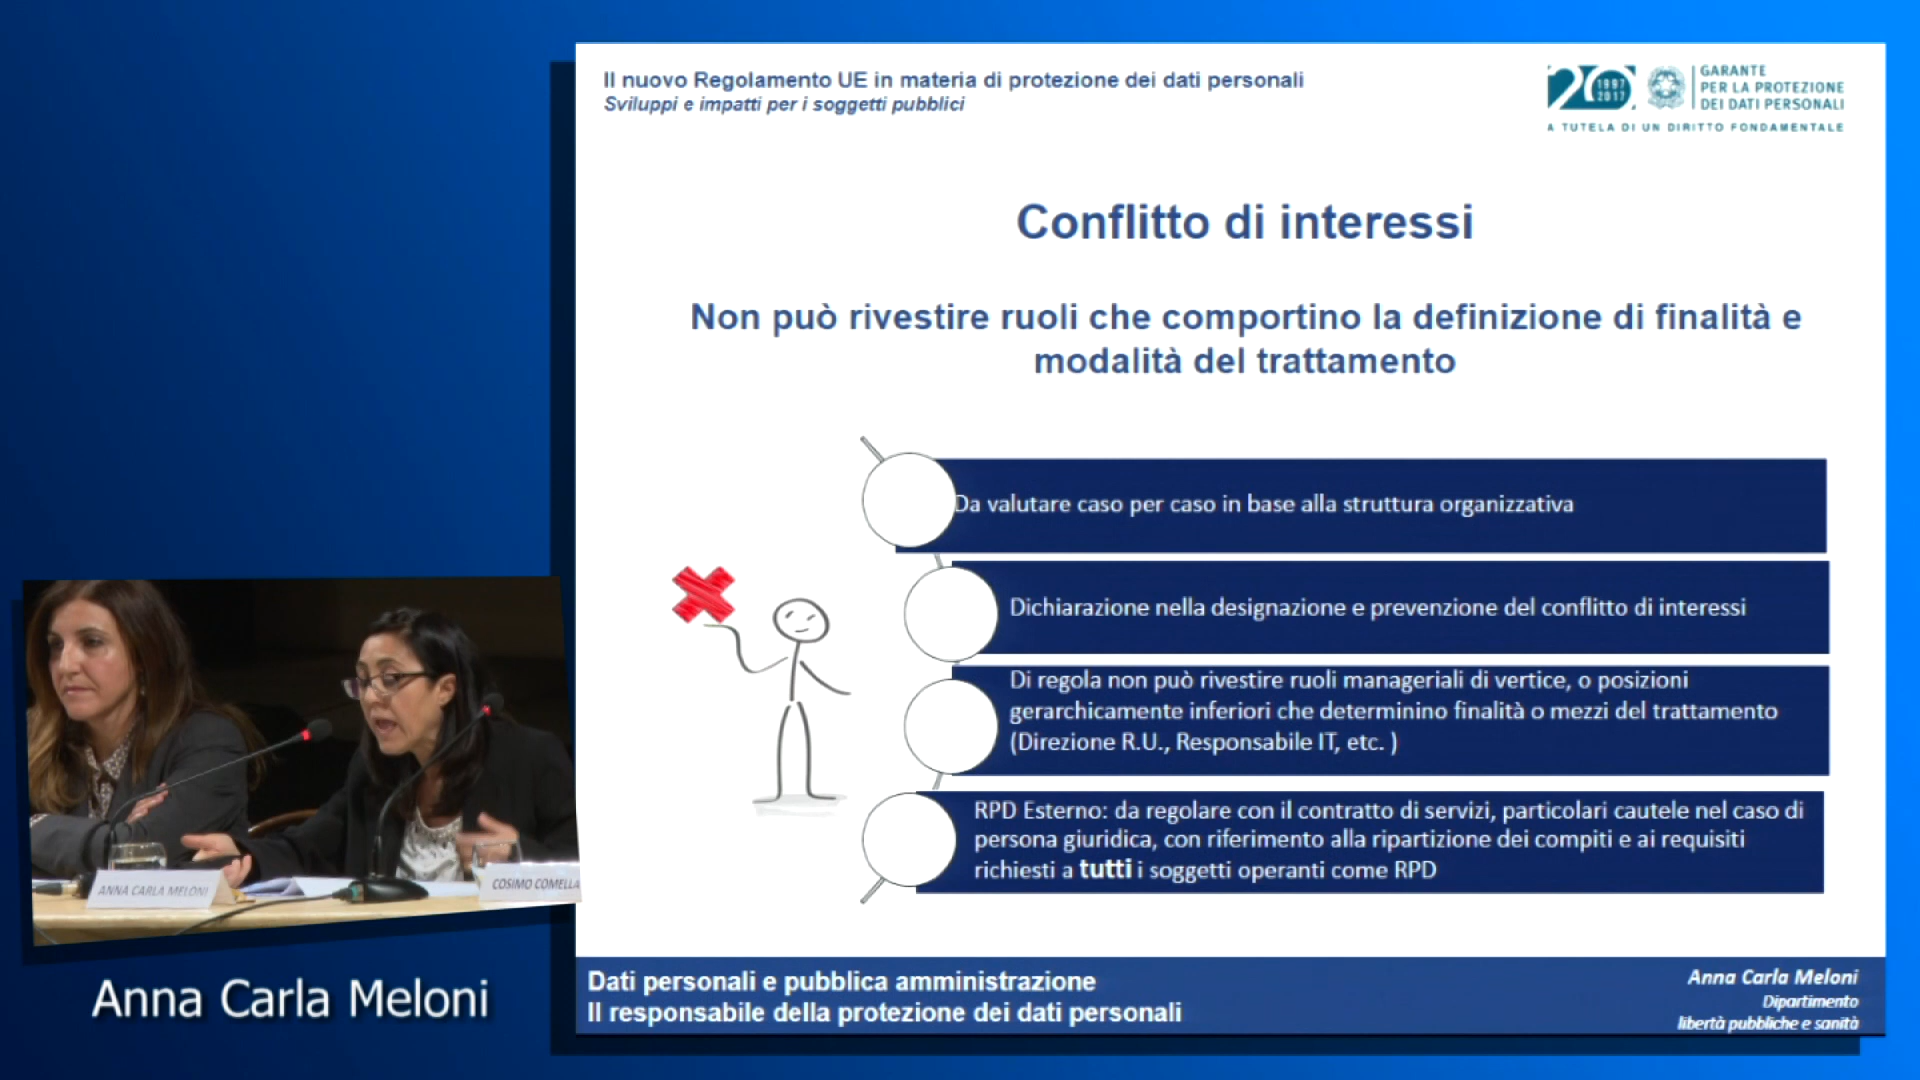 Il nuovo Regolamento UE in materia di protezione dei dati personali
Sviluppi e impatti per i soggetti pubblici
20
1997
2017
GARANTE
PER LA PROTEZIONE
DEI DATI PERSONALI
A TUTELA DI UN DIRITTO FONDAMENTALE
Conflitto di interessi
Non può rivestire ruoli che comportino la definizione di finalità e
modalità del trattamento
Da valutare caso per caso in base alla struttura organizzativa
Dichiarazione nella designazione e prevenzione del conflitto di interessi
Di regola non può rivestire ruoli manageriali di vertice, o posizioni
gerarchicamente inferiori che determinino finalità o mezzi del trattamento
(Direzione R.U., Responsabile IT, etc. )
RPD Esterno: da regolare con il contratto di servizi, particolari cautele nel caso di
persona giuridica, con riferimento alla ripartizione dei compiti e ai requisiti
richiesti a tutti i soggetti operanti come RPD
ANNA CARLA MELONI
COSIMO COMELLA
Anna Carla Meloni
Dati personali e pubblica amministrazione
Il responsabile della protezione dei dati personali
Anna Carla Meloni
Dipartimento
libertà pubbliche e sanità